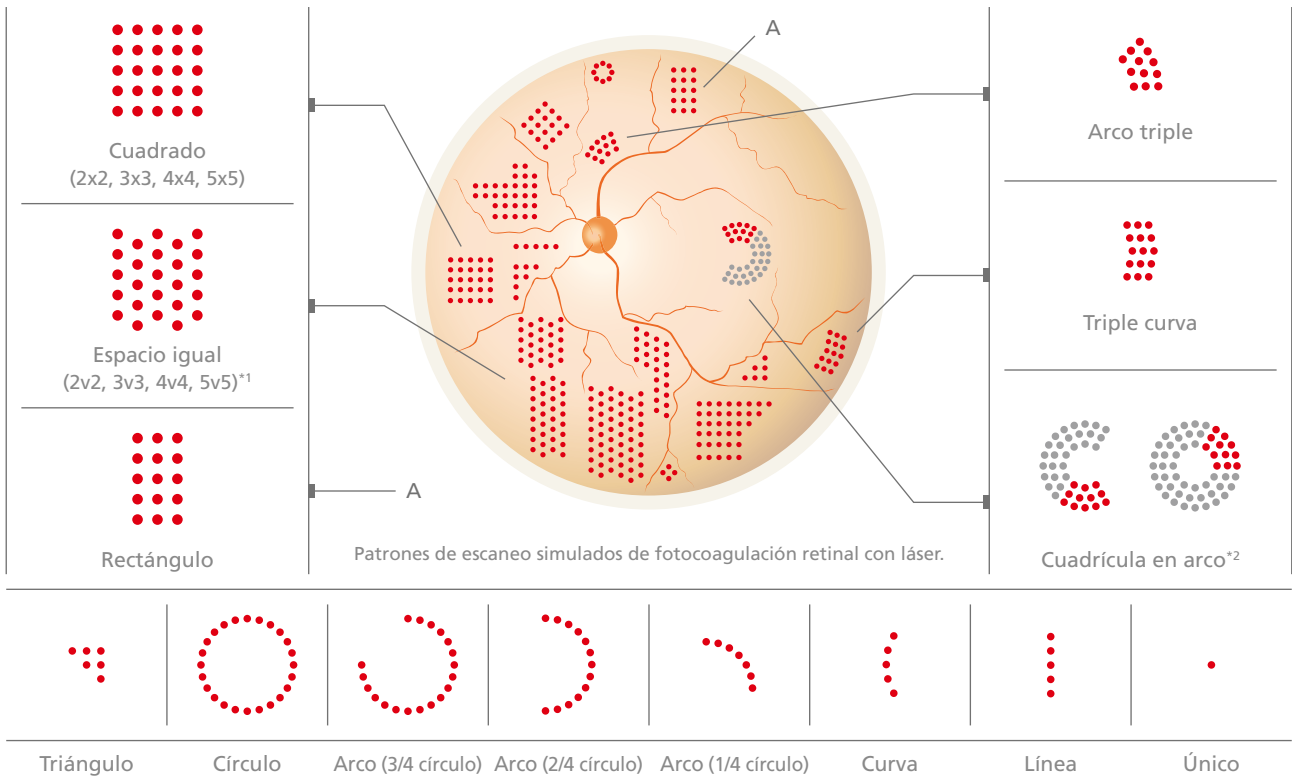 Cuadrado
(2x2, 3x3, 4x4, 5x5)
Espacio igual
(2v2, 3v3, 4v4, 5v5)*1
Rectángulo
A
A
Patrones de escaneo simulados de fotocoagulación retinal con láser.
Arco triple
Triple curva
Cuadrícula en arco*2
Triángulo
Círculo
Arco (3/4 círculo)
Arco (2/4 círculo)
Arco (1/4 círculo)
Curva
Línea
Único